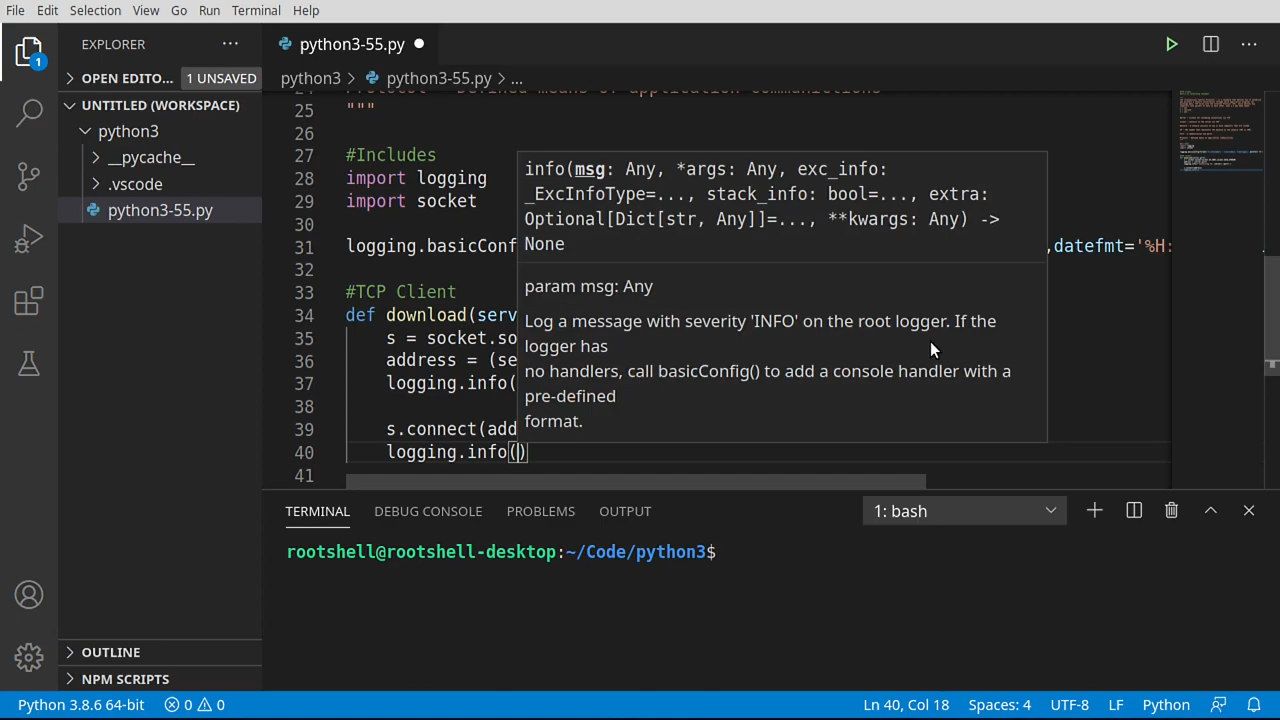 File Edit Selection View Go Run Terminal Help
EXPLORER ···
python3-55.py
1
OPEN EDITO... 1 UNSAVED
python3 > python3-55.py > ...
UNTITLED (WORKSPACE)
python3
__pycache__
.vscode
python3-55.py
25 """
26
27 #Includes
28 import logging
29 import socket
30
31 logging.basicConf ,datefmt='%H:
32
33 #TCP Client
34 def download(serv
35 s = socket.so
36 address = (se
37 logging.info(
38
39 s.connect(add
40 logging.info()
41
info(msg: Any, *args: Any, exc_info:
_ExcInfoType=..., stack_info: bool=..., extra:
Optional[Dict[str, Any]]=..., **kwargs: Any) ->
None
param msg: Any
Log a message with severity 'INFO' on the root logger. If the
logger has
no handlers, call basicConfig() to add a console handler with a
pre-defined
format.
TERMINAL DEBUG CONSOLE PROBLEMS OUTPUT 1: bash
rootshell@rootshell-desktop:~/Code/python3$
OUTLINE
NPM SCRIPTS
Python 3.8.6 64-bit 0 0 Ln 40, Col 18 Spaces: 4 UTF-8 LF Python